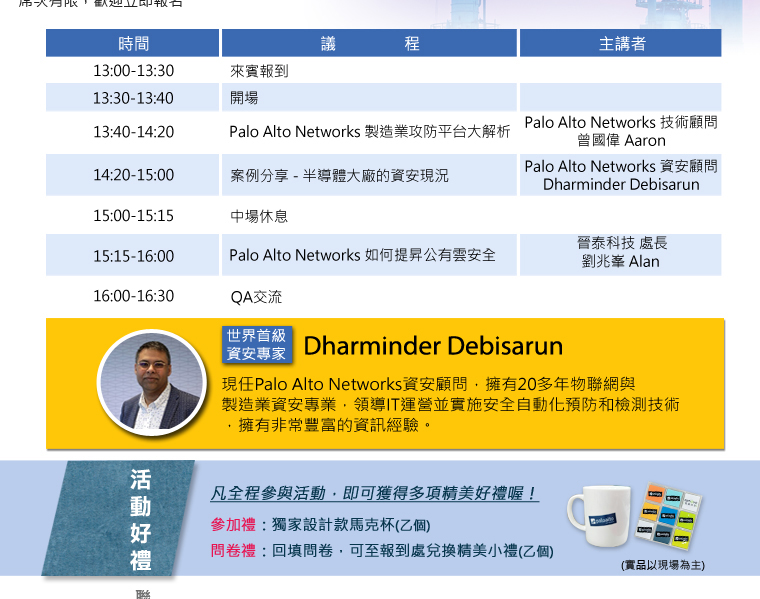 席次有限，歡迎立即報名
時間 議 程 主講者
13:00-13:30 來賓報到
13:30-13:40 開場
13:40-14:20 Palo Alto Networks 製造業攻防平台大解析 Palo Alto Networks 技術顧問
曾國偉 Aaron
14:20-15:00 案例分享 - 半導體大廠的資安現況 Palo Alto Networks 資安顧問
Dharminder Debisarun
15:00-15:15 中場休息
15:15-16:00 Palo Alto Networks 如何提昇公有雲安全 晉泰科技 處長
劉兆峯 Alan
16:00-16:30 QA交流
世界首級
資安專家
Dharminder Debisarun
現任Palo Alto Networks資安顧問，擁有20多年物聯網與
製造業資安專業，領導IT運營並實施安全自動化預防和檢測技術
，擁有非常豐富的資訊經驗。
活動好禮
凡全程參與活動，即可獲得多項精美好禮喔！
參加禮：獨家設計款馬克杯(乙個)
問卷禮：回填問卷，可至報到處兌換精美小禮(乙個)
(實品以現場為主)